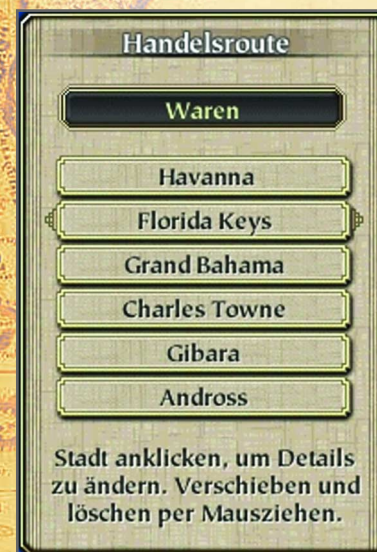 Handelsroute
Waren
Havanna
Florida Keys
Grand Bahama
Charles Towne
Gibara
Andross
Stadt anklicken, um Details
zu ändern. Verschieben und
löschen per Mausziehen.